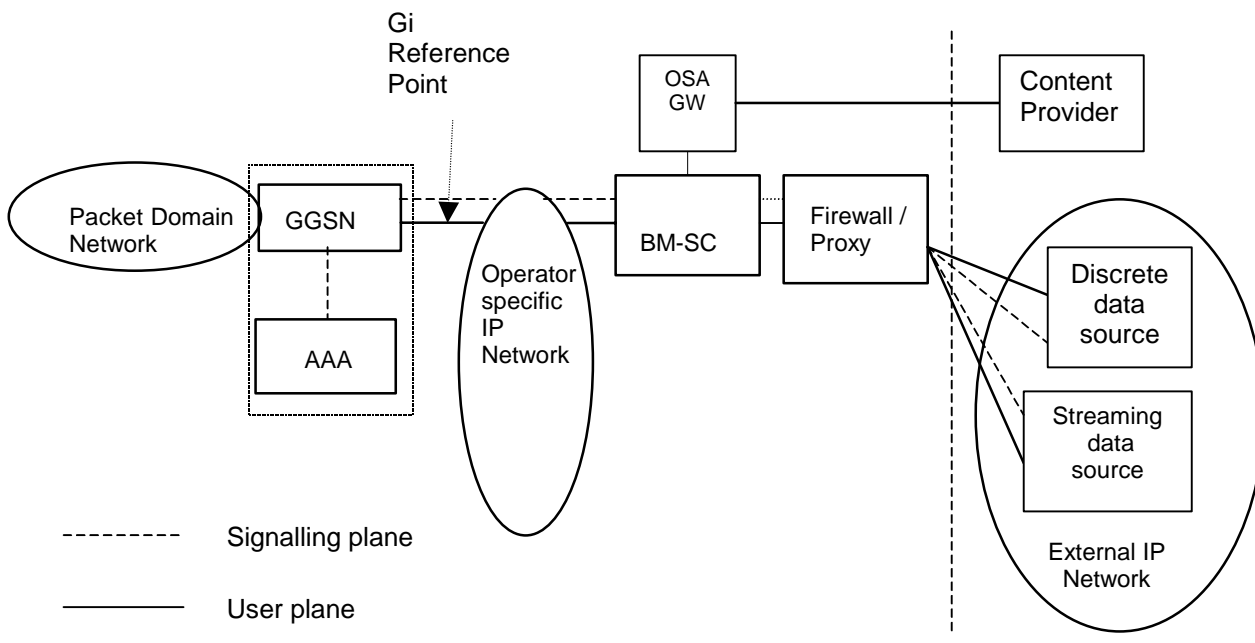 Gi
Reference
Point
OSA
GW
Content
Provider
Packet Domain
Network
GGSN
AAA
Operator
specific
IP
Network
BM-SC
Firewall /
Proxy
Discrete
data
source
Streaming
data
source
External IP
Network
Signalling plane
User plane